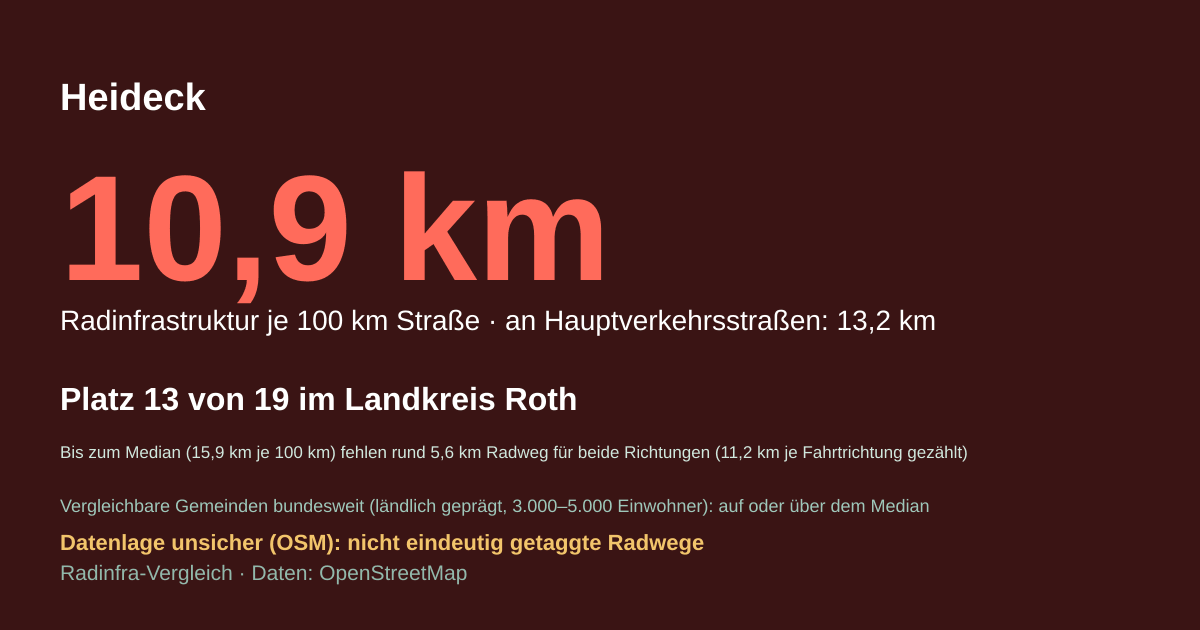 Heideck
10,9 km
Radinfrastruktur je 100 km Straße · an Hauptverkehrsstraßen: 13,2 km
Platz 13 von 19 im Landkreis Roth
Bis zum Median (15,9 km je 100 km) fehlen rund 5,6 km Radweg für beide Richtungen (11,2 km je Fahrtrichtung gezählt)
Vergleichbare Gemeinden bundesweit (ländlich geprägt, 3.000–5.000 Einwohner): auf oder über dem Median
Datenlage unsicher (OSM): nicht eindeutig getaggte Radwege
Radinfra-Vergleich · Daten: OpenStreetMap